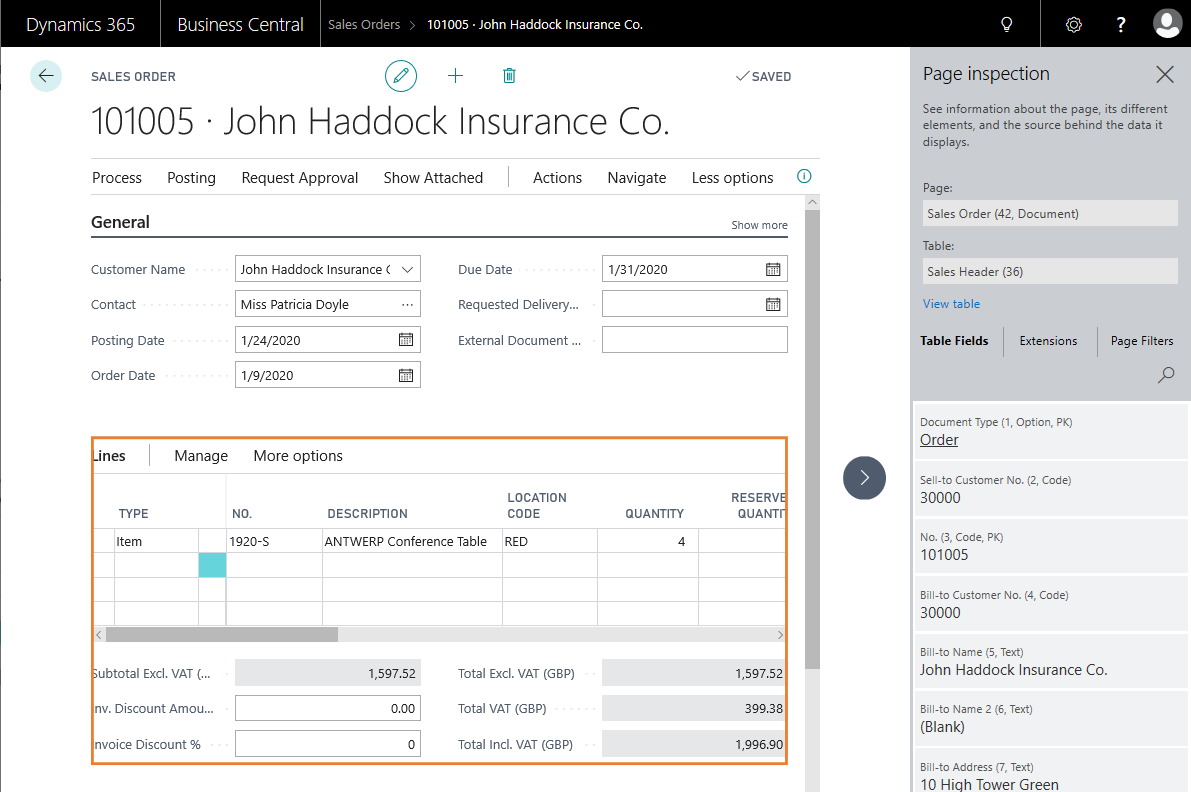 Dynamics 365 Business Central Sales Orders > 101005 · John Haddock Insurance Co. ?
SALES ORDER SAVED
101005 · John Haddock Insurance Co.
Process Posting Request Approval Show Attached Actions Navigate Less options
General Show more
Customer Name John Haddock Insurance C Due Date 1/31/2020
Contact Miss Patricia Doyle ... Requested Delivery...
Posting Date 1/24/2020 External Document ...
Order Date 1/9/2020
Lines Manage More options
TYPE NO. DESCRIPTION LOCATION CODE QUANTITY RESERVE QUANTIT
Item 1920-S ANTWERP Conference Table RED 4
Subtotal Excl. VAT (... 1,597.52 Total Excl. VAT (GBP) 1,597.52
nv. Discount Amou... 0.00 Total VAT (GBP) 399.38
nvoice Discount % 0 Total Incl. VAT (GBP) 1,996.90
Page inspection
See information about the page, its different
elements, and the source behind the data it
displays.
Page:
Sales Order (42, Document)
Table:
Sales Header (36)
View table
Table Fields Extensions Page Filters
Document Type (1, Option, PK)
Order
Sell-to Customer No. (2, Code)
30000
No. (3, Code, PK)
101005
Bill-to Customer No. (4, Code)
30000
Bill-to Name (5, Text)
John Haddock Insurance Co.
Bill-to Name 2 (6, Text)
(Blank)
Bill-to Address (7, Text)
10 High Tower Green